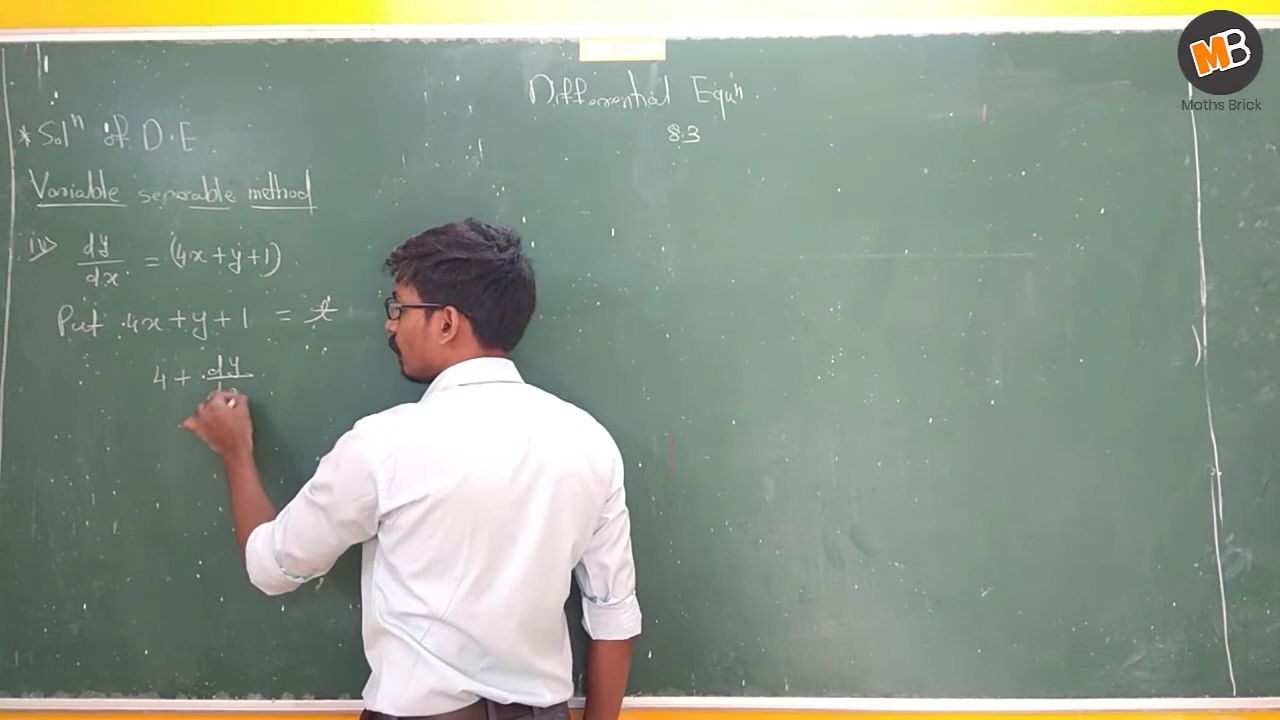 Differential Equⁿ.
8.3
* Solⁿ of D.E
Variable separable method
iv> dy/dx = (4x+y+1)
Put 4x+y+1 = t
4 + dy
MB
Maths Brick